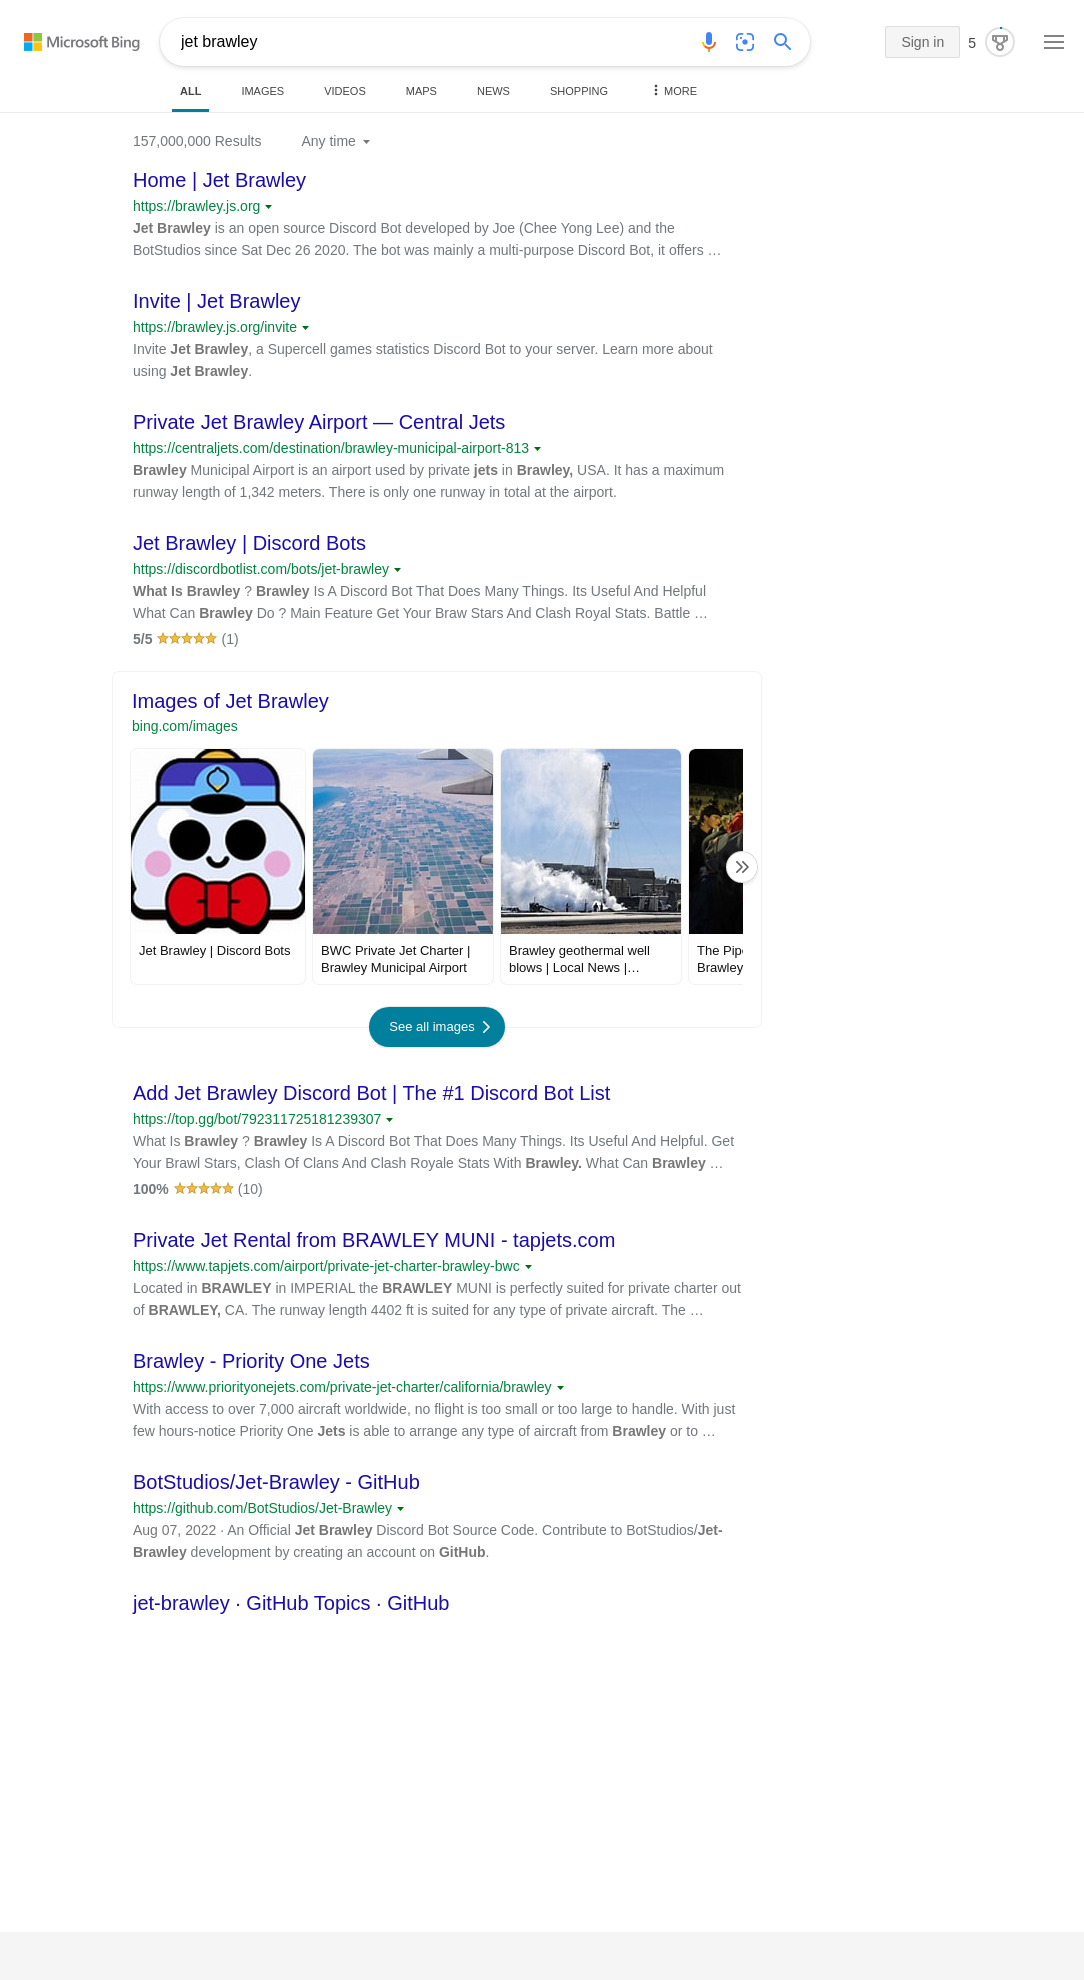 Microsoft Bing
jet brawley
Sign in
5
ALL
IMAGES
VIDEOS
MAPS
NEWS
SHOPPING
MORE
157,000,000 Results
Any time
Home | Jet Brawley
https://brawley.js.org
Jet Brawley is an open source Discord Bot developed by Joe (Chee Yong Lee) and the
BotStudios since Sat Dec 26 2020. The bot was mainly a multi-purpose Discord Bot, it offers …
Invite | Jet Brawley
https://brawley.js.org/invite
Invite Jet Brawley, a Supercell games statistics Discord Bot to your server. Learn more about
using Jet Brawley.
Private Jet Brawley Airport — Central Jets
https://centraljets.com/destination/brawley-municipal-airport-813
Brawley Municipal Airport is an airport used by private jets in Brawley, USA. It has a maximum
runway length of 1,342 meters. There is only one runway in total at the airport.
Jet Brawley | Discord Bots
https://discordbotlist.com/bots/jet-brawley
What Is Brawley ? Brawley Is A Discord Bot That Does Many Things. Its Useful And Helpful
What Can Brawley Do ? Main Feature Get Your Braw Stars And Clash Royal Stats. Battle …
5/5 (1)
Images of Jet Brawley
bing.com/images
Jet Brawley | Discord Bots
BWC Private Jet Charter |
Brawley Municipal Airport
Brawley geothermal well
blows | Local News |…
The Pip
Brawley
See all images
Add Jet Brawley Discord Bot | The #1 Discord Bot List
https://top.gg/bot/792311725181239307
What Is Brawley ? Brawley Is A Discord Bot That Does Many Things. Its Useful And Helpful. Get
Your Brawl Stars, Clash Of Clans And Clash Royale Stats With Brawley. What Can Brawley …
100% (10)
Private Jet Rental from BRAWLEY MUNI - tapjets.com
https://www.tapjets.com/airport/private-jet-charter-brawley-bwc
Located in BRAWLEY in IMPERIAL the BRAWLEY MUNI is perfectly suited for private charter out
of BRAWLEY, CA. The runway length 4402 ft is suited for any type of private aircraft. The …
Brawley - Priority One Jets
https://www.priorityonejets.com/private-jet-charter/california/brawley
With access to over 7,000 aircraft worldwide, no flight is too small or too large to handle. With just
few hours-notice Priority One Jets is able to arrange any type of aircraft from Brawley or to …
BotStudios/Jet-Brawley - GitHub
https://github.com/BotStudios/Jet-Brawley
Aug 07, 2022 · An Official Jet Brawley Discord Bot Source Code. Contribute to BotStudios/Jet-
Brawley development by creating an account on GitHub.
jet-brawley · GitHub Topics · GitHub